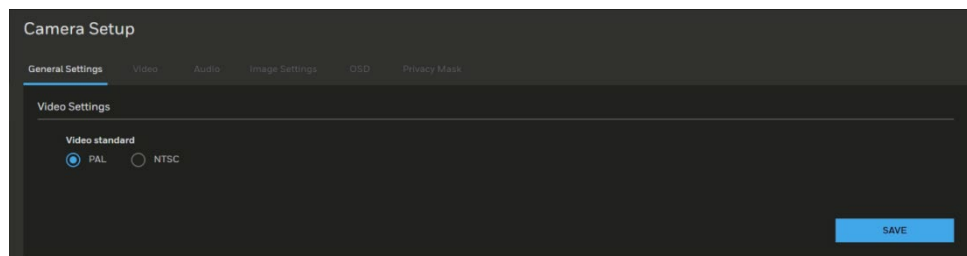 Camera Setup
General Settings Video Audio Image Settings OSD Privacy Mask
Video Settings
Video standard
PAL NTSC
SAVE